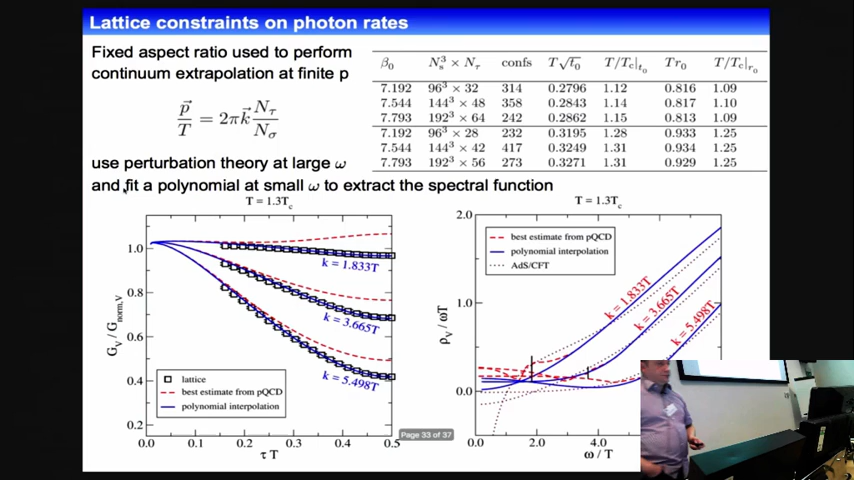 Lattice constraints on photon rates
Fixed aspect ratio used to perform
continuum extrapolation at finite p
p⃗/T = 2πk⃗ Nτ/Nσ
use perturbation theory at large ω
and fit a polynomial at small ω to extract the spectral function
β0 Ns³ × Nτ confs T√t0 T/Tc|t0 Tr0 T/Tc|r0
7.192 96³ × 32 314 0.2796 1.12 0.816 1.09
7.544 144³ × 48 358 0.2843 1.14 0.817 1.10
7.793 192³ × 64 242 0.2862 1.15 0.813 1.09
7.192 96³ × 28 232 0.3195 1.28 0.933 1.25
7.544 144³ × 42 417 0.3249 1.31 0.934 1.25
7.793 192³ × 56 273 0.3271 1.31 0.929 1.25
T = 1.3Tc
GV / Gnorm,V
1.0
0.8
0.6
0.4
0.2
k = 1.833T
k = 3.665T
k = 5.498T
lattice
best estimate from pQCD
polynomial interpolation
0.0 0.1 0.2 0.3 0.4 0.5
τ T
T = 1.3Tc
ρV / ωT
2.0
1.0
0.0
best estimate from pQCD
polynomial interpolation
AdS/CFT
k = 1.833T
k = 3.665T
k = 5.498T
0.0 2.0 4.0
ω / T
Page 33 of 37